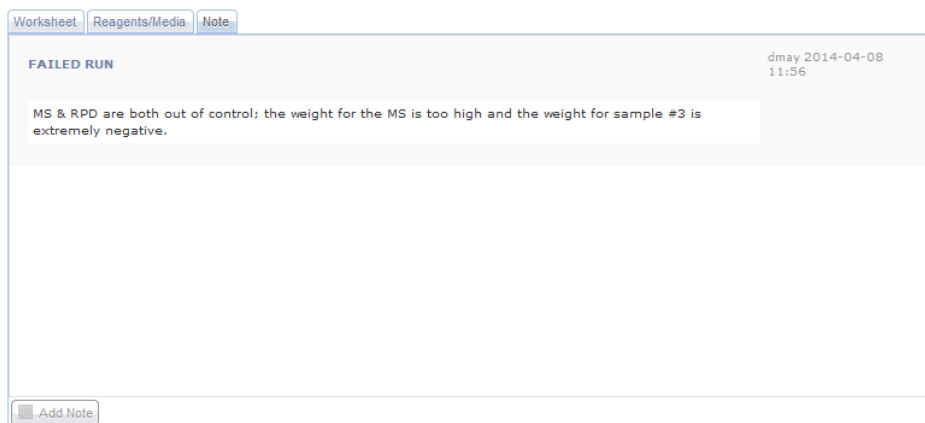 Worksheet Reagents/Media Note
FAILED RUN
dmay 2014-04-08
11:56
MS & RPD are both out of control; the weight for the MS is too high and the weight for sample #3 is
extremely negative.
Add Note